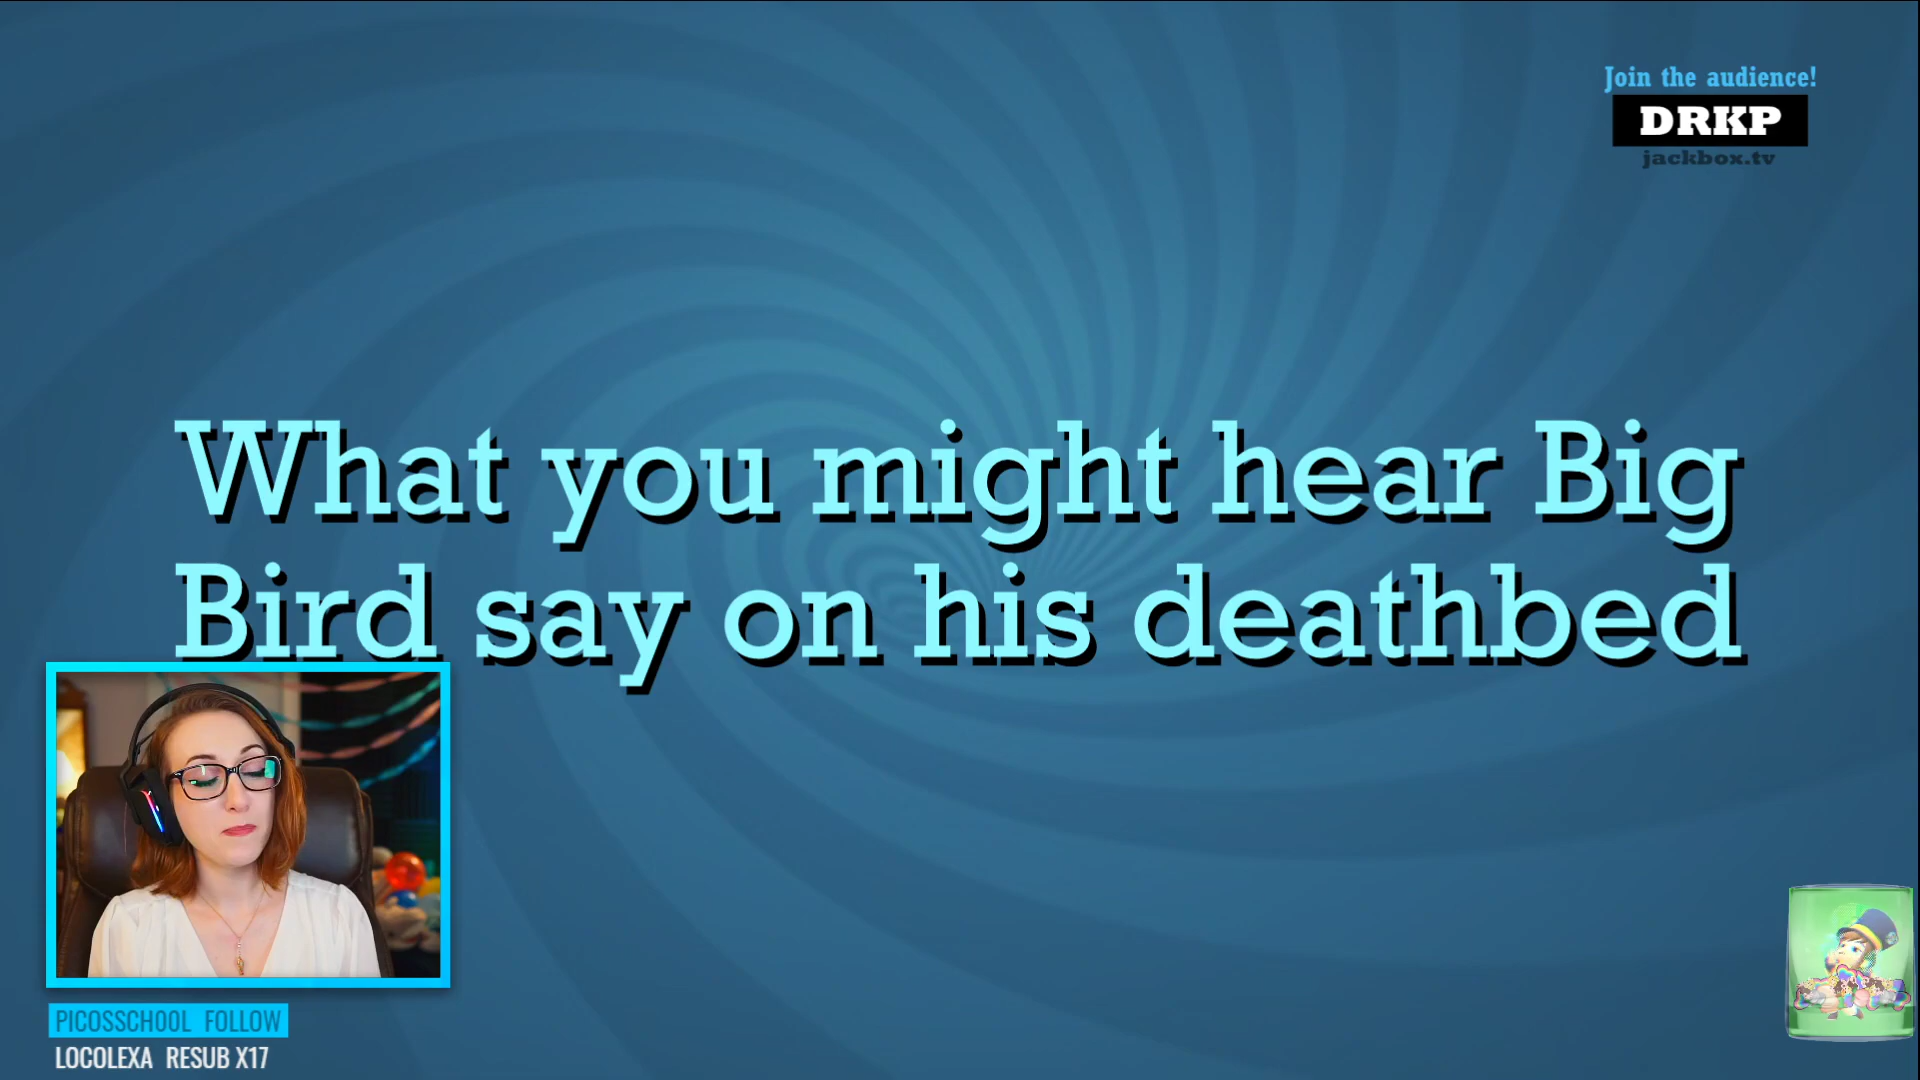 Join the audience!
DRKP
jackbox.tv
What you might hear Big
Bird say on his deathbed
PICOSSCHOOL FOLLOW
LOCOLEXA RESUB X17